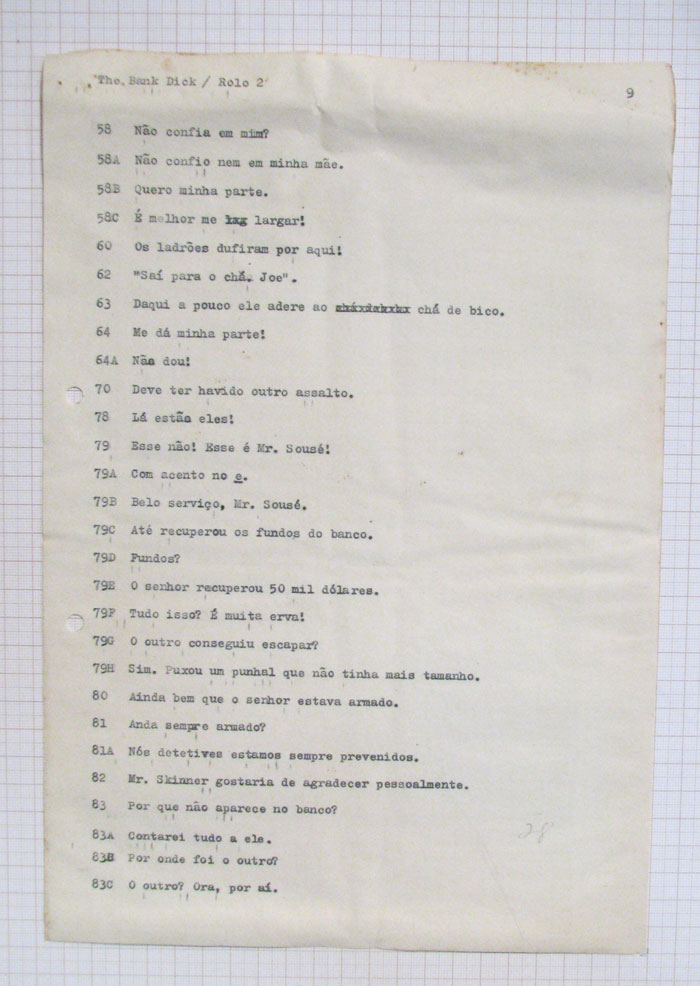 The Bank Dick / Rolo 2
9
58 Não confia em mim?
58A Não confio nem em minha mãe.
58B Quero minha parte.
58C É melhor me lxg largar!
60 Os ladrões dufiram por aqui!
62 "Saí para o chá, Joe".
63 Daqui a pouco ele adere ao chá de bico.
64 Me dá minha parte!
64A Não dou!
70 Deve ter havido outro assalto.
78 Lá estão eles!
79 Esse não! Esse é Mr. Sousé!
79A Com acento no e.
79B Belo serviço, Mr. Sousé.
79C Até recuperou os fundos do banco.
79D Fundos?
79E O senhor recuperou 50 mil dólares.
79F Tudo isso? É muita erva!
79G O outro conseguiu escapar?
79H Sim. Puxou um punhal que não tinha mais tamanho.
80 Ainda bem que o senhor estava armado.
81 Anda sempre armado?
81A Nós detetives estamos sempre prevenidos.
82 Mr. Skinner gostaria de agradecer pessoalmente.
83 Por que não aparece no banco?
28
83A Contarei tudo a ele.
83B Por onde foi o outro?
83C O outro? Ora, por aí.